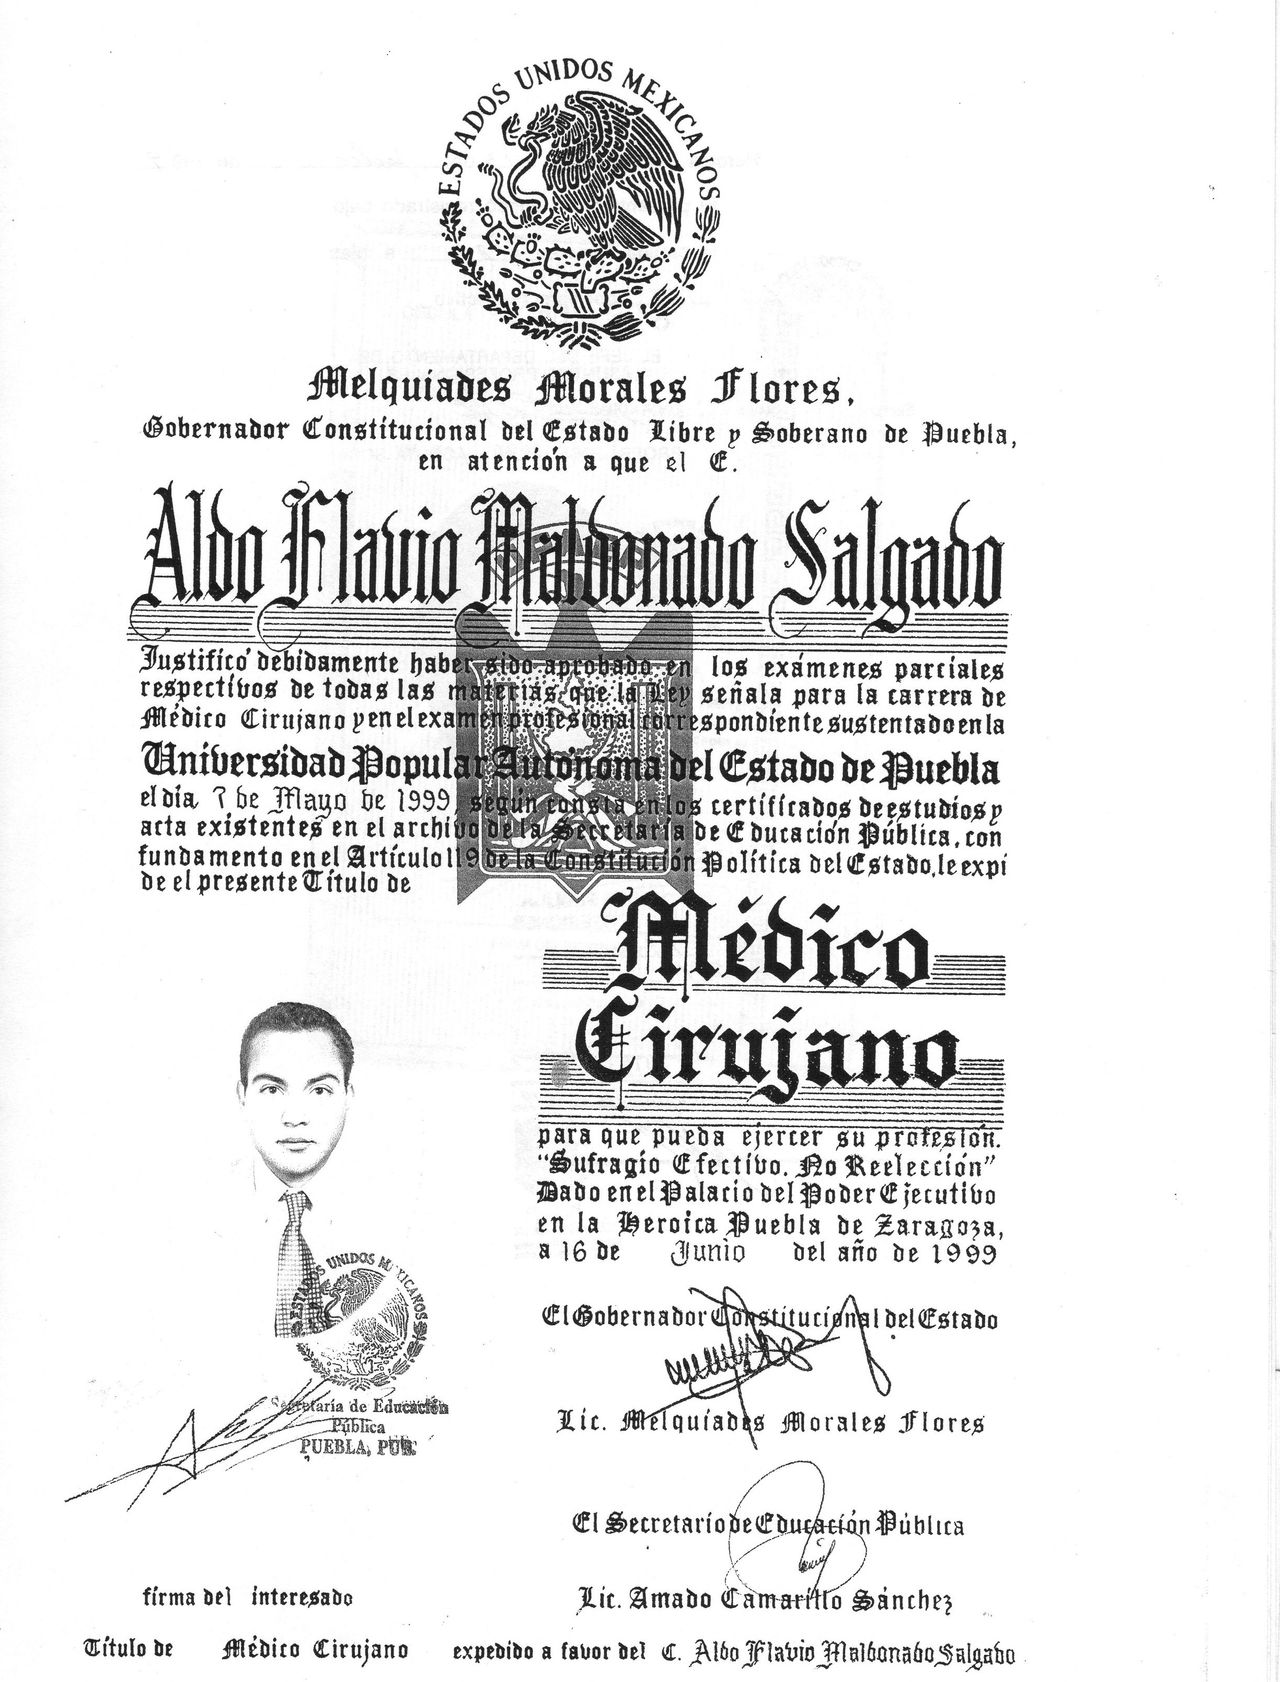 ESTADOS UNIDOS MEXICANOS
Melquiades Morales Flores,
Gobernador Constitucional del Estado Libre y Soberano de Puebla,
en atención a que el E.
Aldo Flavio Maldonado Salgado
Justificó debidamente haber sido aprobado en los exámenes parciales
respectivos de todas las materias que la Ley señala para la carrera de
Médico Cirujano y en el examen profesional correspondiente sustentado en la
Universidad Popular Autónoma del Estado de Puebla
el día 7 de Mayo de 1999, según consta en los certificados de estudios y
acta existentes en el archivo de la Secretaría de Educación Pública, con
fundamento en el Artículo 119 de la Constitución Política del Estado, le expi
de el presente Título de
Médico
Cirujano
para que pueda ejercer su profesión.
"Sufragio Efectivo. No Reelección"
Dado en el Palacio del Poder Ejecutivo
en la Heroica Puebla de Zaragoza,
a 16 de Junio del año de 1999
ESTADOS UNIDOS MEXICANOS
Secretaría de Educación
Pública
PUEBLA, PUE.
El Gobernador Constitucional del Estado
Lic. Melquíades Morales Flores
El Secretario de Educación Pública
firma del interesado
Lic. Amado Camarillo Sánchez
Título de Médico Cirujano expedido a favor del C. Aldo Flavio Maldonado Salgado